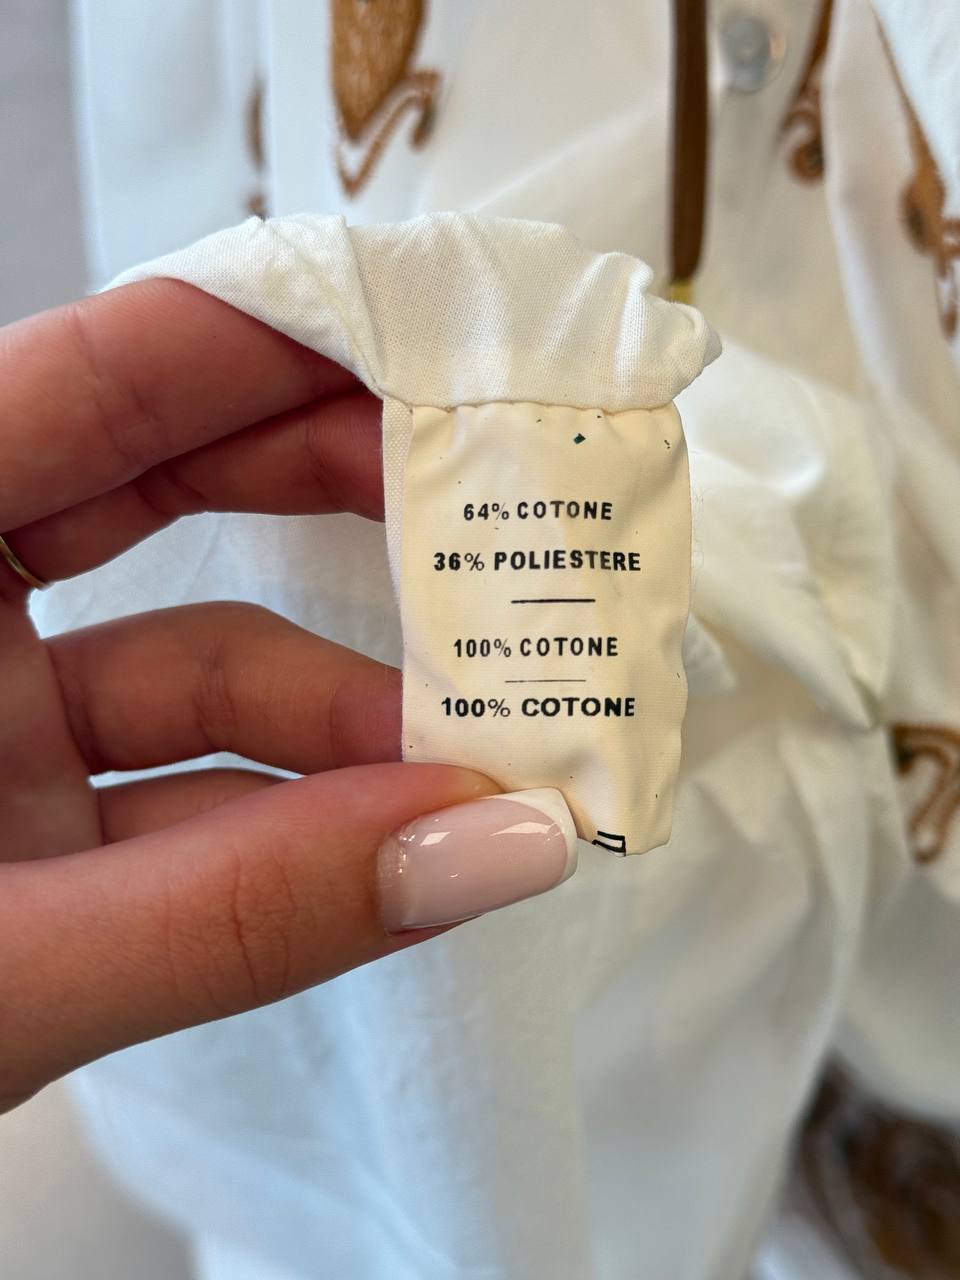 64% COTONE
36% POLIESTERE
100% COTONE
100% COTONE